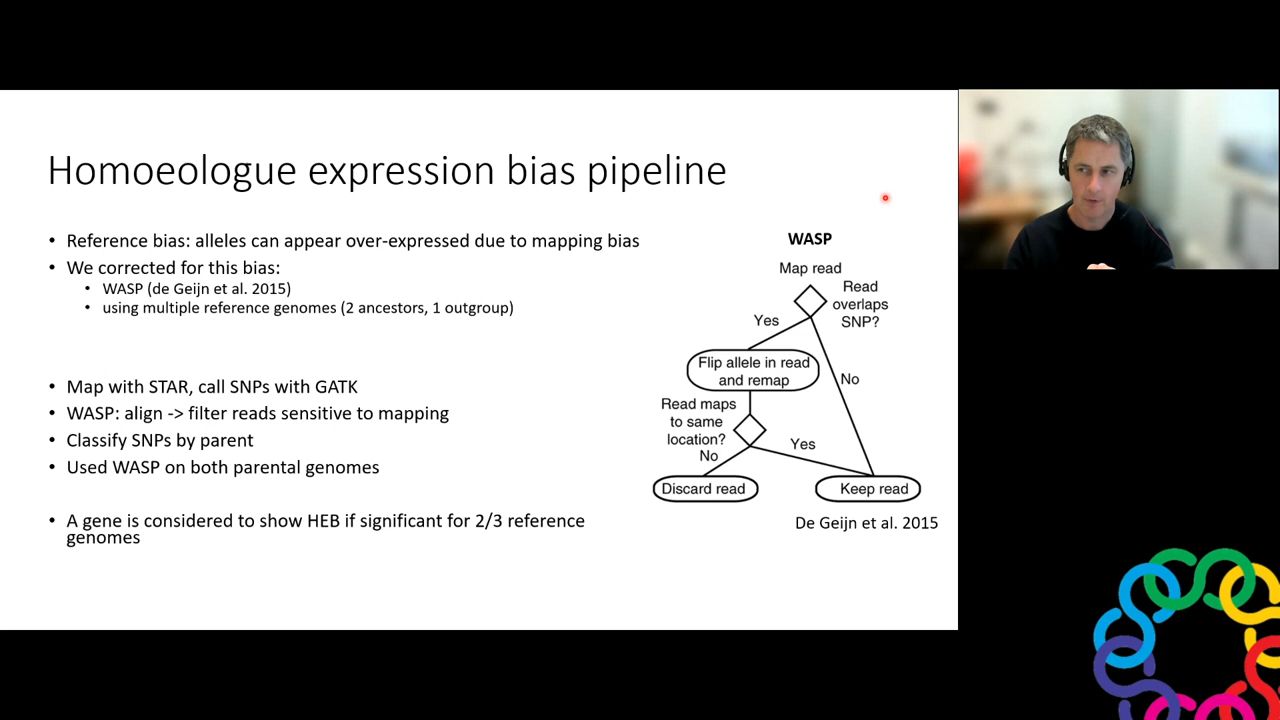 Homoeologue expression bias pipeline
• Reference bias: alleles can appear over-expressed due to mapping bias
• We corrected for this bias:
• WASP (de Geijn et al. 2015)
• using multiple reference genomes (2 ancestors, 1 outgroup)
• Map with STAR, call SNPs with GATK
• WASP: align -> filter reads sensitive to mapping
• Classify SNPs by parent
• Used WASP on both parental genomes
• A gene is considered to show HEB if significant for 2/3 reference
genomes
WASP
Map read
Read
overlaps
SNP?
Yes
Flip allele in read
and remap
No
Read maps
to same
location?
Yes
No
Discard read
Keep read
De Geijn et al. 2015